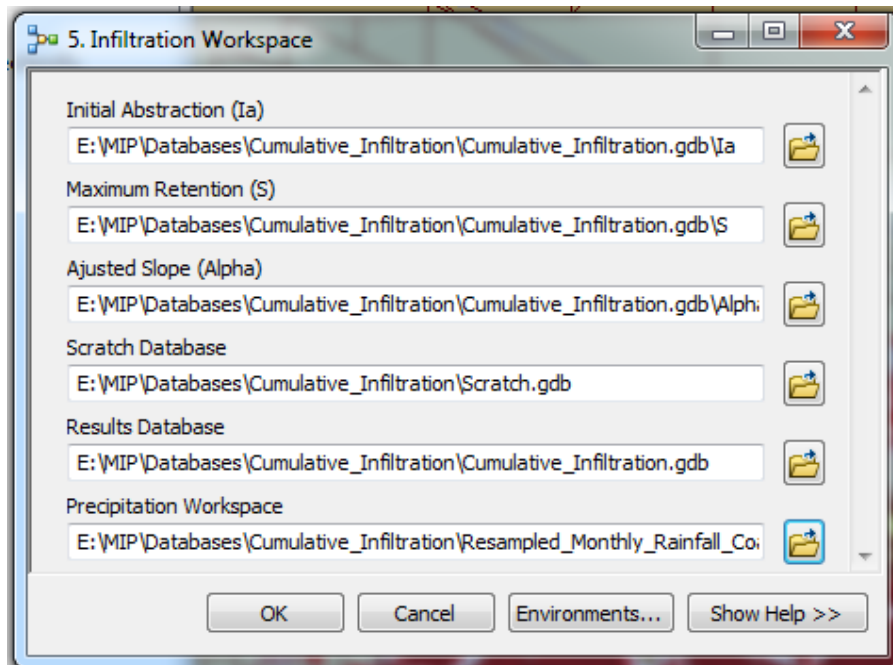 5. Infiltration Workspace
Initial Abstraction (Ia)
E:\MIP\Databases\Cumulative_Infiltration\Cumulative_Infiltration.gdb\Ia
Maximum Retention (S)
E:\MIP\Databases\Cumulative_Infiltration\Cumulative_Infiltration.gdb\S
Ajusted Slope (Alpha)
E:\MIP\Databases\Cumulative_Infiltration\Cumulative_Infiltration.gdb\Alph
Scratch Database
E:\MIP\Databases\Cumulative_Infiltration\Scratch.gdb
Results Database
E:\MIP\Databases\Cumulative_Infiltration\Cumulative_Infiltration.gdb
Precipitation Workspace
E:\MIP\Databases\Cumulative_Infiltration\Resampled_Monthly_Rainfall_Co
OK Cancel Environments... Show Help >>